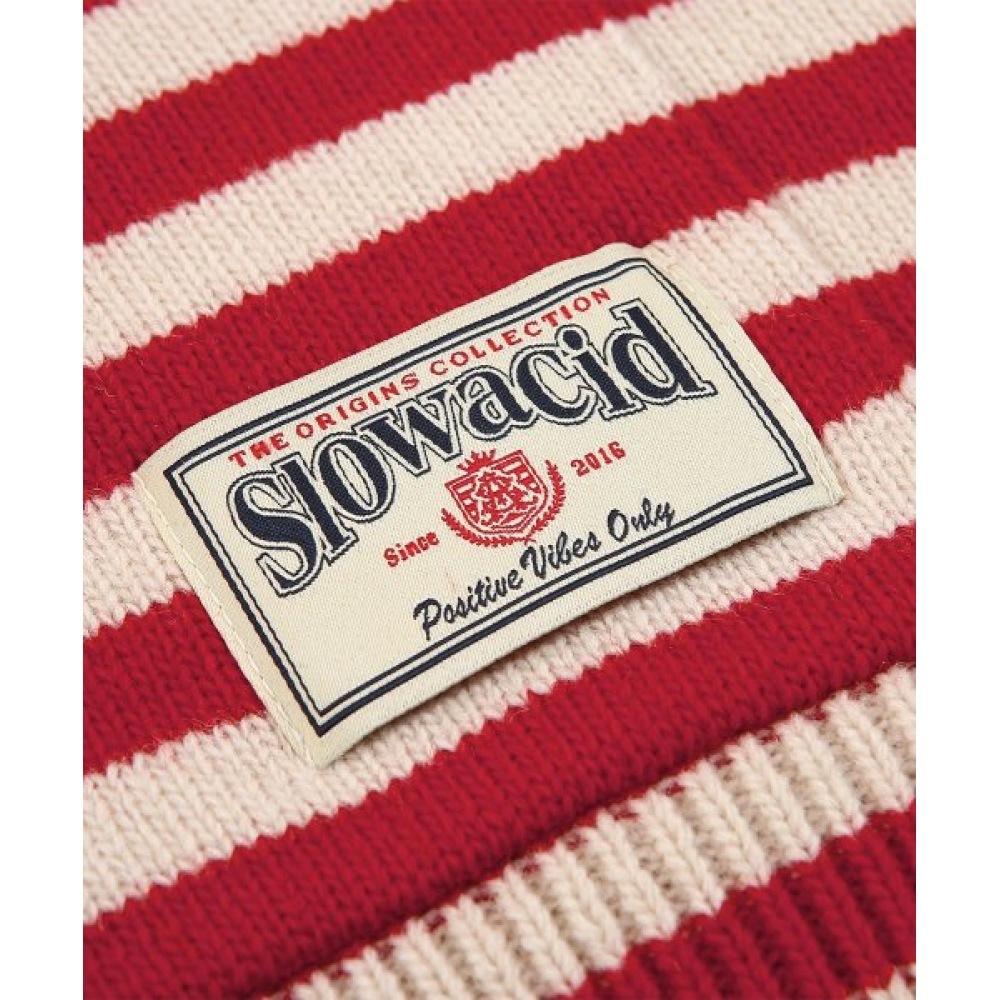 THE ORIGINS COLLECTION
Slowacid
Since 2016
Positive Vibes Only